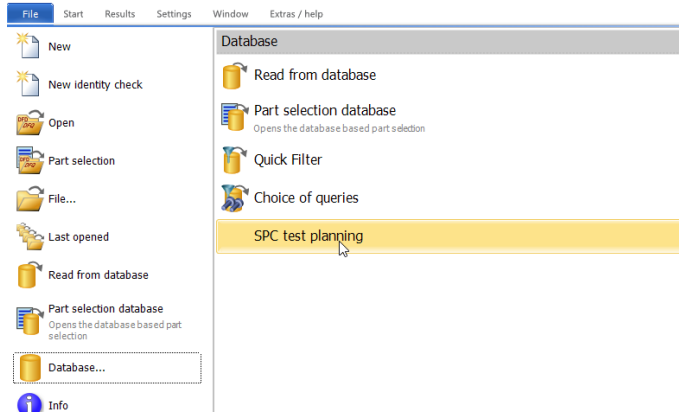 File Start Results Settings Window Extras / help
New
New identity check
Open
Part selection
File...
Last opened
Read from database
Part selection database
Opens the database based part
selection
Database...
Info
Database
Read from database
Part selection database
Opens the database based part selection
Quick Filter
Choice of queries
SPC test planning